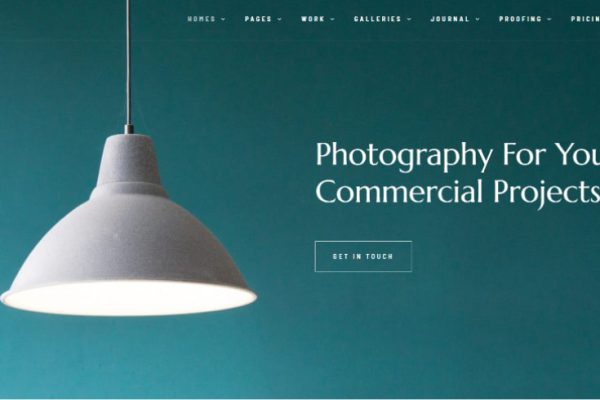 HOMES PAGES WORK GALLERIES JOURNAL PROOFING PRICIN
Photography For You
Commercial Projects
GET IN TOUCH